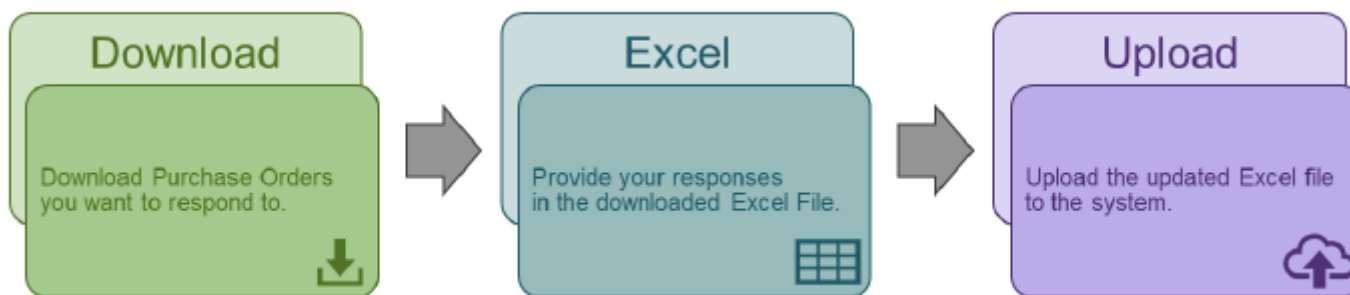 Download
Download Purchase Orders
you want to respond to.
Excel
Provide your responses
in the downloaded Excel File.
Upload
Upload the updated Excel file
to the system.